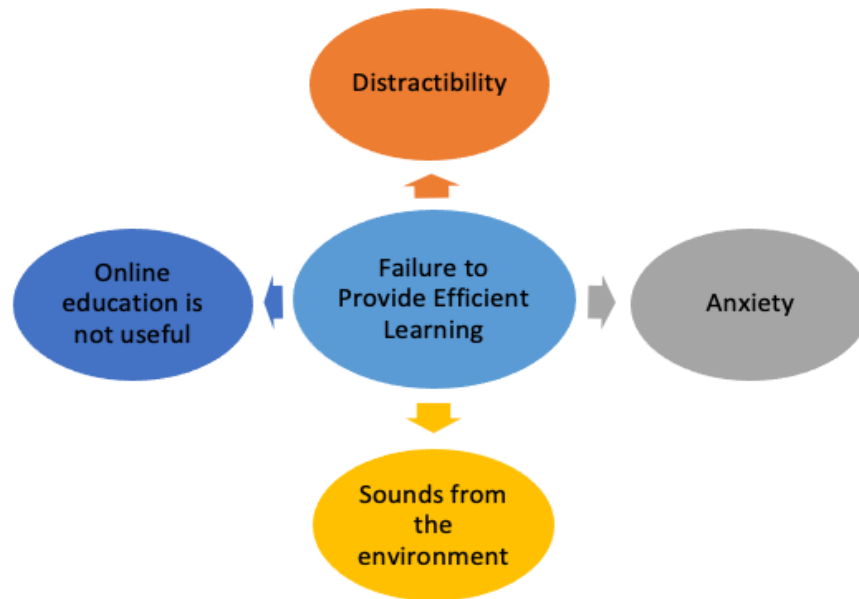 Distractibility
Online
education is
not useful
Failure to
Provide Efficient
Learning
Anxiety
Sounds from
the
environment